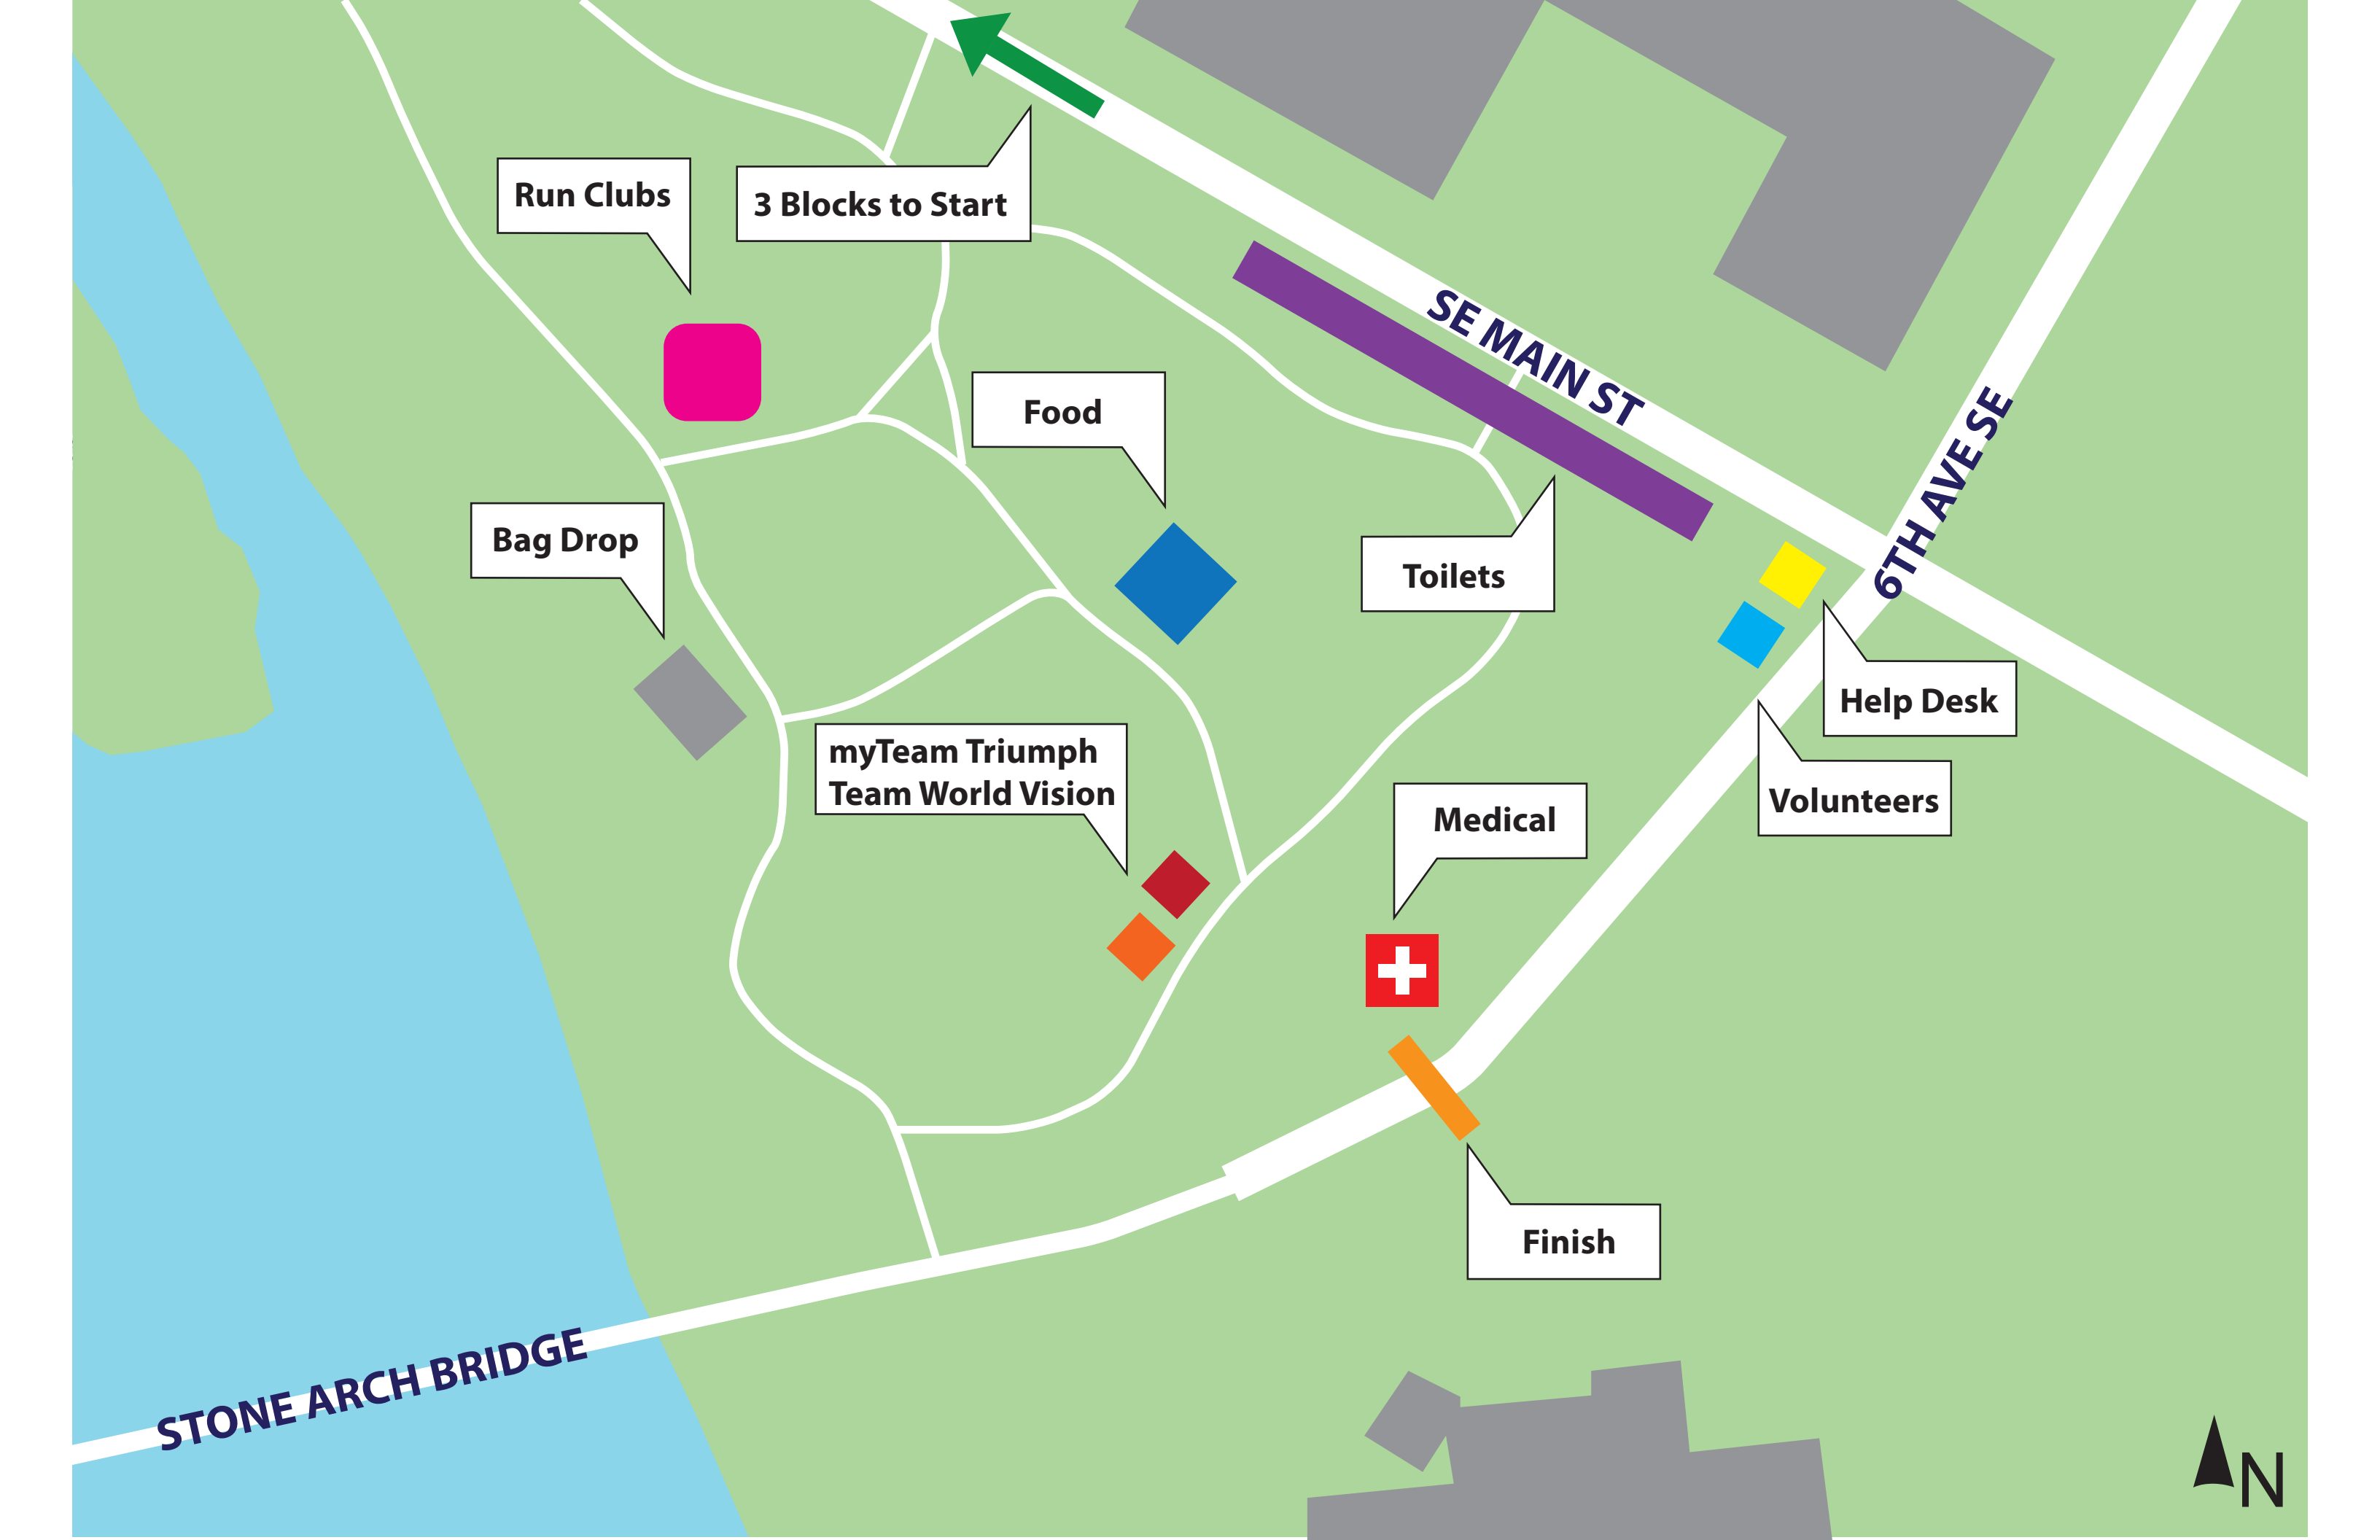 Run Clubs
3 Blocks to Start
SE MAIN ST
Food
6TH AVE SE
Bag Drop
Toilets
Help Desk
myTeam Triumph
Team World Vision
Medical
Volunteers
Finish
STONE ARCH BRIDGE
N